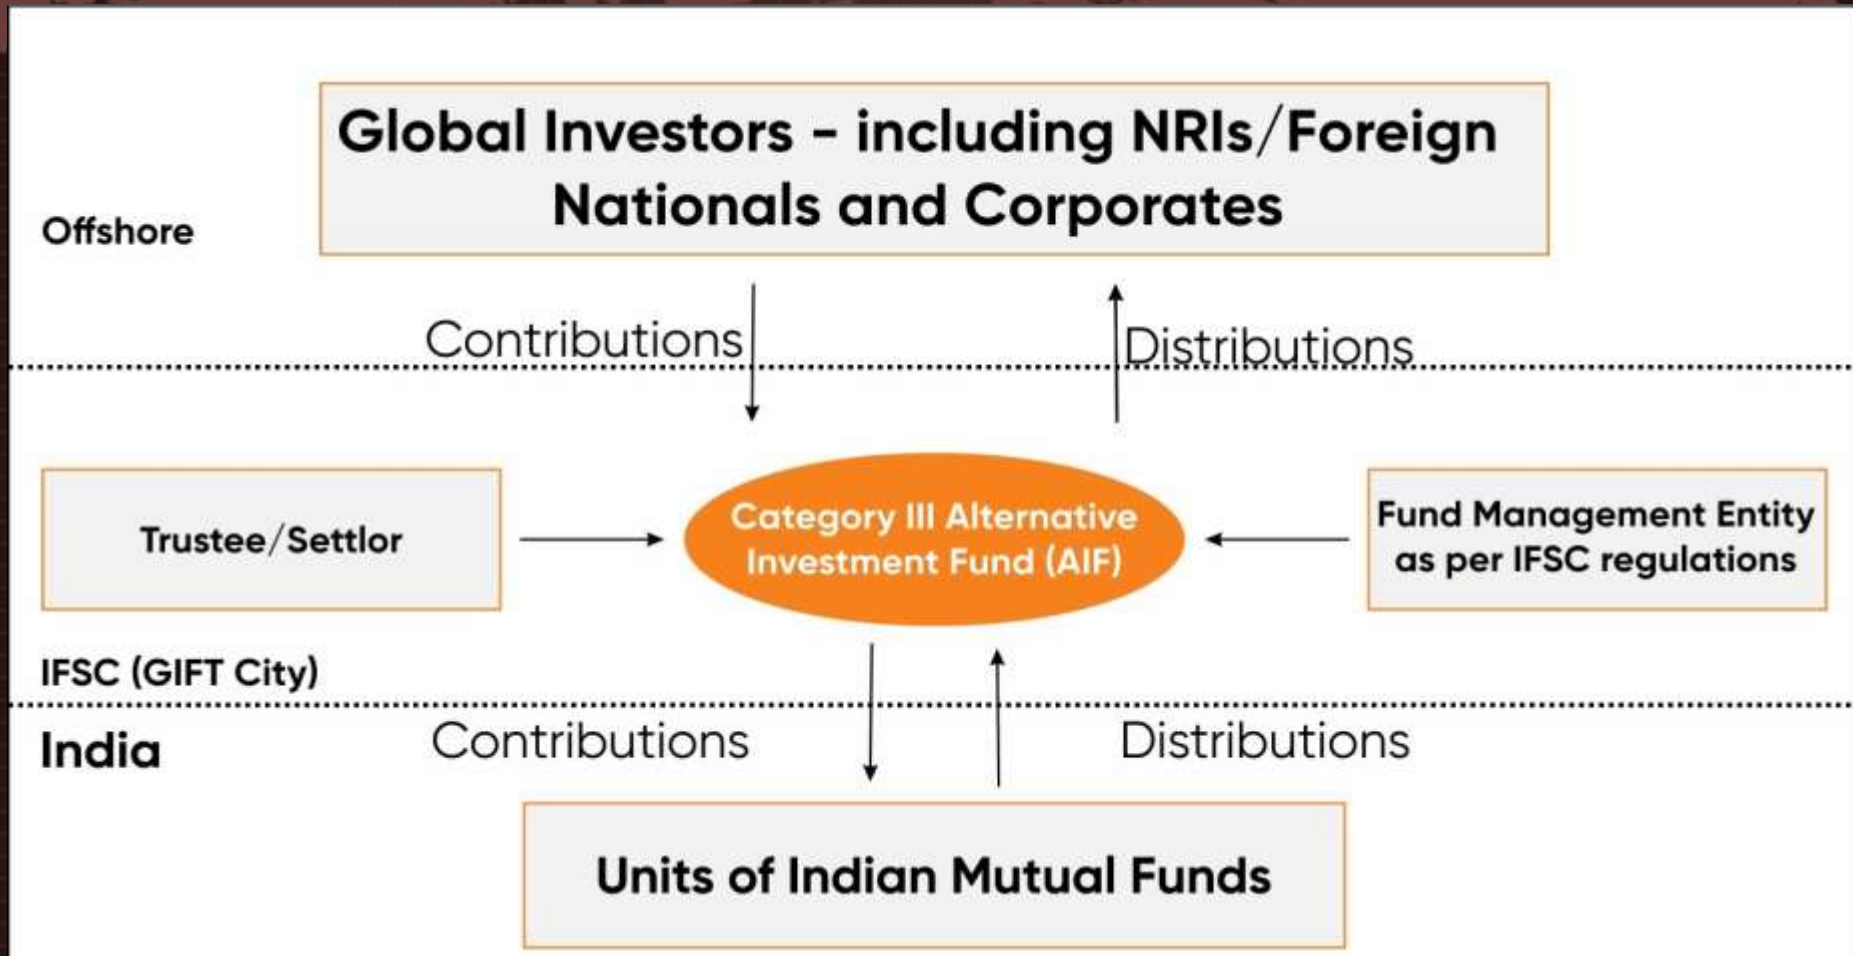 Global Investors - including NRIs/Foreign
Nationals and Corporates
Offshore
Contributions
Distributions
Trustee/Settlor
Category III Alternative
Investment Fund (AIF)
Fund Management Entity
as per IFSC regulations
IFSC (GIFT City)
India
Contributions
Distributions
Units of Indian Mutual Funds